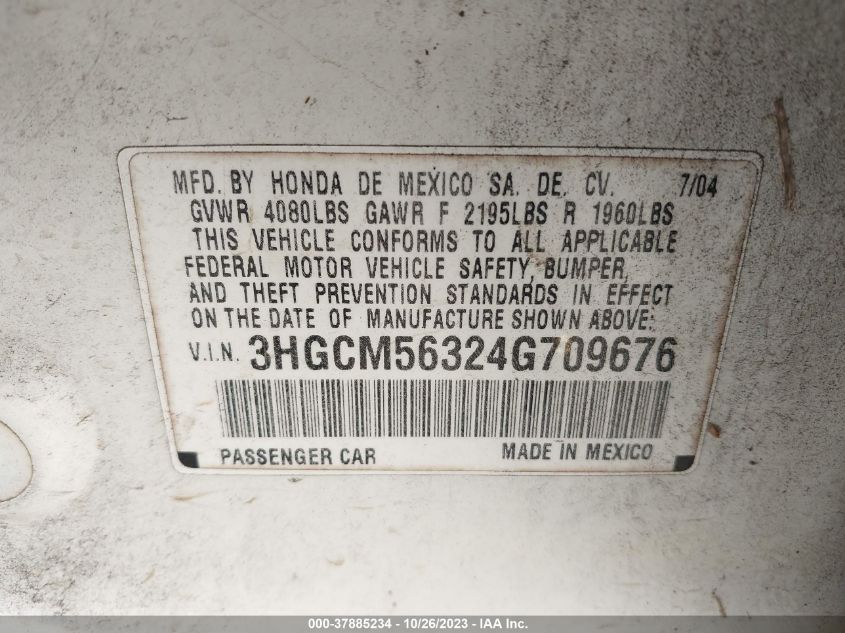 MFD. BY HONDA DE MEXICO SA. DE. CV. 7/04
GVWR 4080LBS GAWR F 2195LBS R 1960LBS
THIS VEHICLE CONFORMS TO ALL APPLICABLE
FEDERAL MOTOR VEHICLE SAFETY, BUMPER,
AND THEFT PREVENTION STANDARDS IN EFFECT
ON THE DATE OF MANUFACTURE SHOWN ABOVE:
V.I.N. 3HGCM56324G709676
PASSENGER CAR MADE IN MEXICO
000-37885234 - 10/26/2023 - IAA Inc.